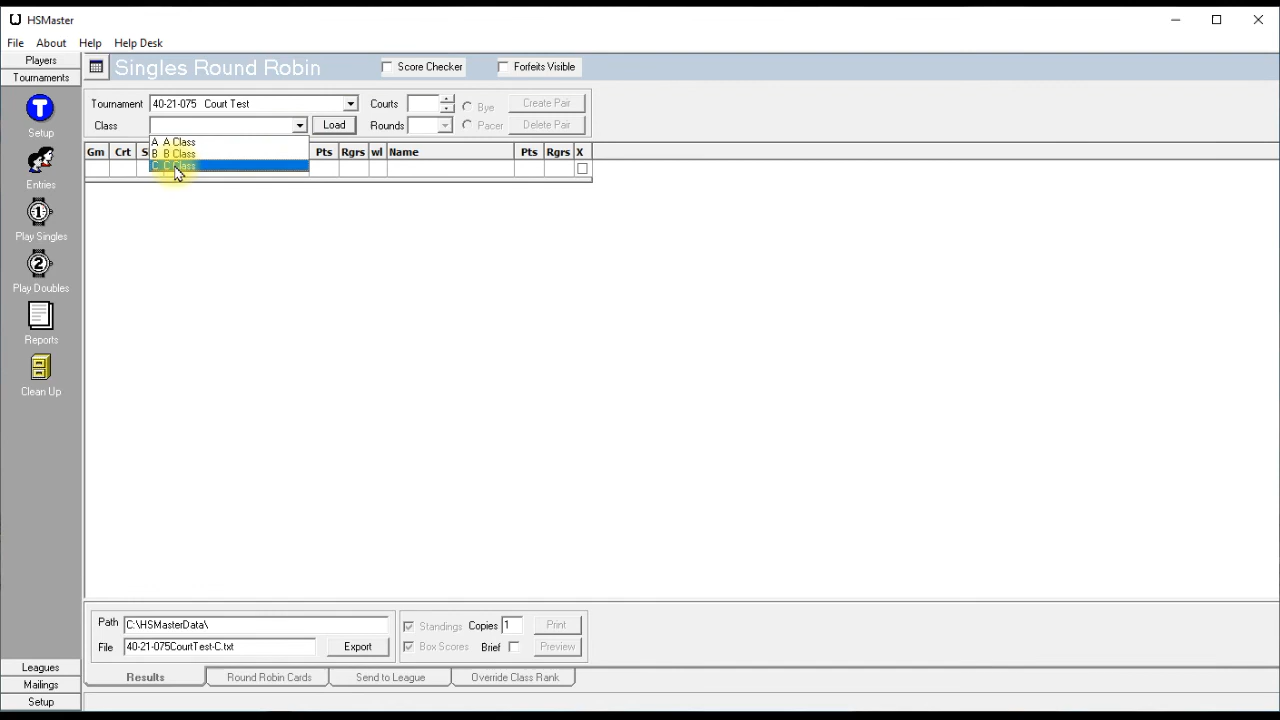 HSMaster
File About Help Help Desk
Players
Tournaments
Setup
Entries
Play Singles
Play Doubles
Reports
Clean Up
Leagues
Mailings
Setup
Singles Round Robin
Score Checker
Forfeits Visible
Tournament 40-21-075 Court Test Courts Bye Create Pair
Class Load Rounds Pacer Delete Pair
A A Class
B B Class
C C Class
Gm Crt S Pts Rgrs wl Name Pts Rgrs X
Path C:\HSMasterData\
File 40-21-075CourtTest-C.txt Export
Standings Copies 1 Print
Box Scores Brief Preview
Results Round Robin Cards Send to League Override Class Rank